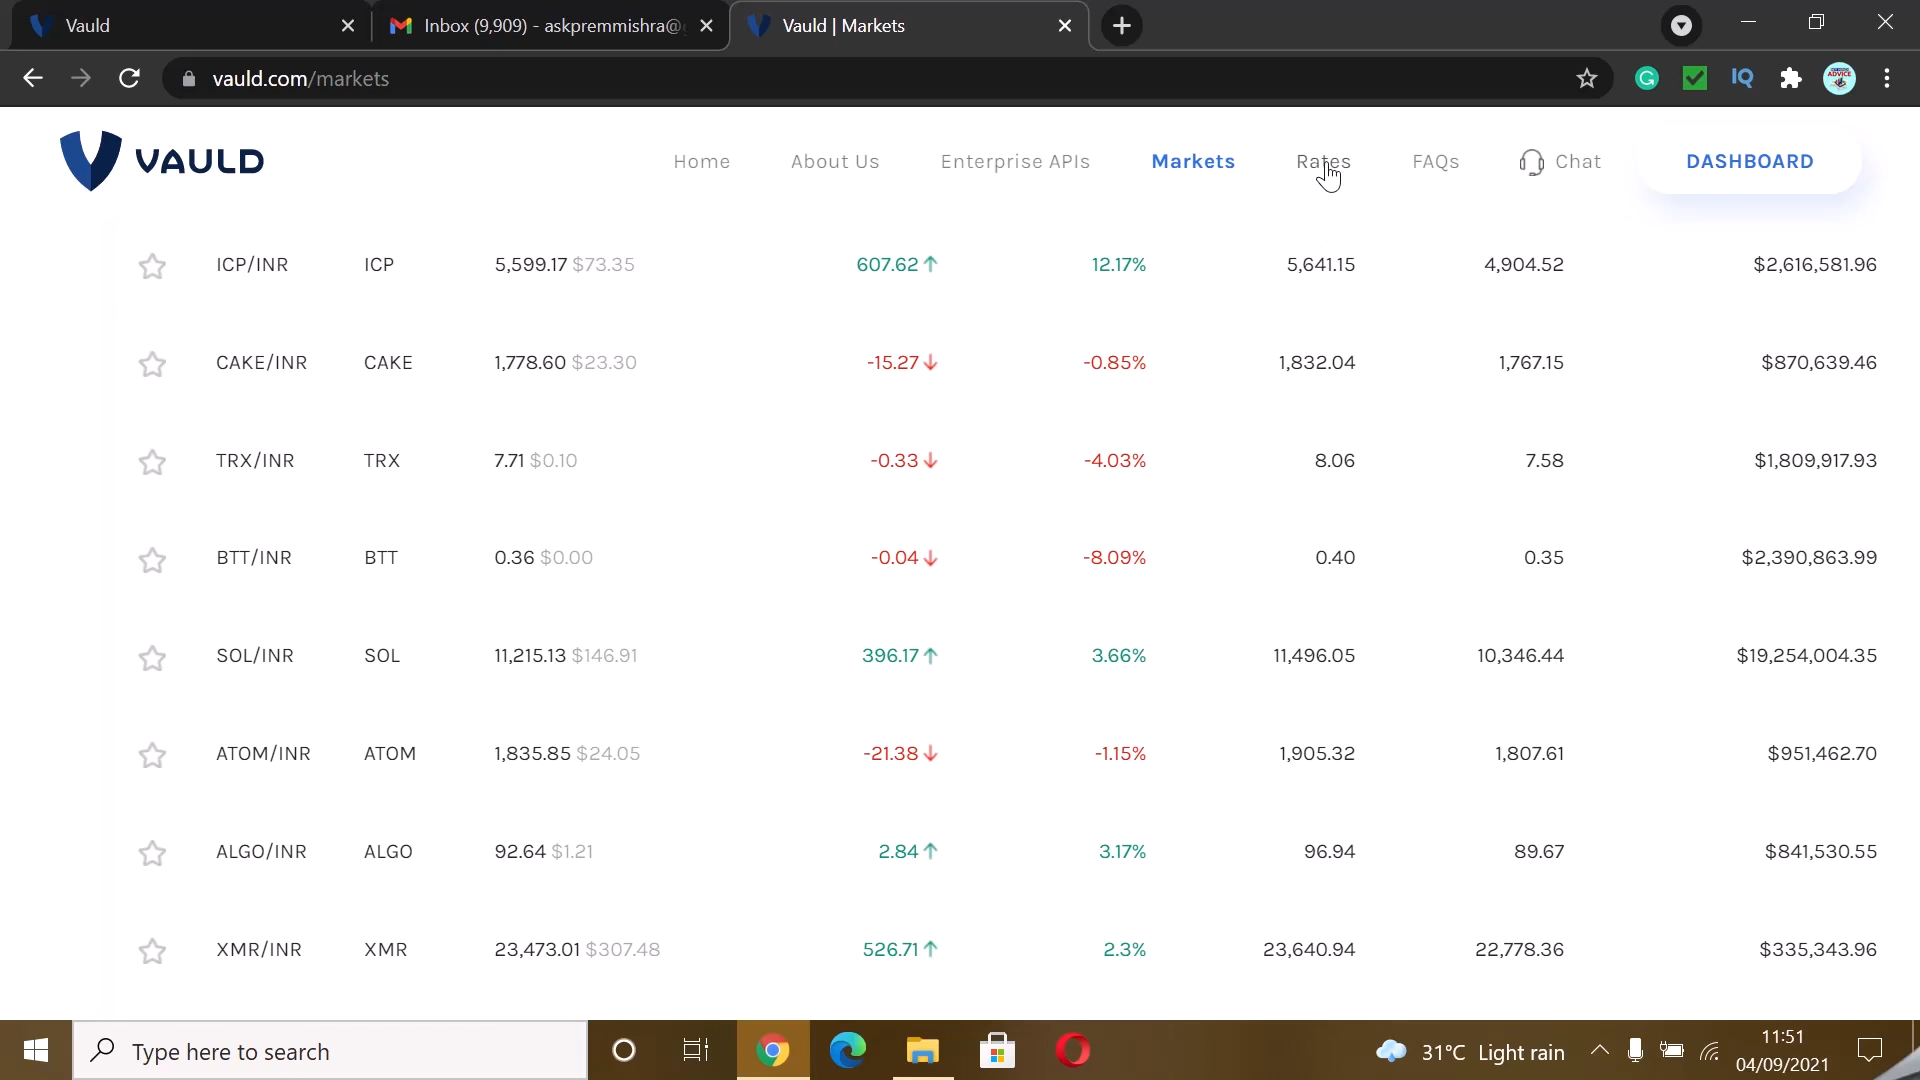 Vauld
Inbox (9,909) - askpremmishra@
Vauld | Markets
vauld.com/markets
IQ
ADVICE
VAULD
Home About Us Enterprise APIs Markets Rates FAQs Chat DASHBOARD
ICP/INR ICP 5,599.17 $73.35 607.62↑ 12.17% 5,641.15 4,904.52 $2,616,581.96
CAKE/INR CAKE 1,778.60 $23.30 -15.27↓ -0.85% 1,832.04 1,767.15 $870,639.46
TRX/INR TRX 7.71 $0.10 -0.33↓ -4.03% 8.06 7.58 $1,809,917.93
BTT/INR BTT 0.36 $0.00 -0.04↓ -8.09% 0.40 0.35 $2,390,863.99
SOL/INR SOL 11,215.13 $146.91 396.17↑ 3.66% 11,496.05 10,346.44 $19,254,004.35
ATOM/INR ATOM 1,835.85 $24.05 -21.38↓ -1.15% 1,905.32 1,807.61 $951,462.70
ALGO/INR ALGO 92.64 $1.21 2.84↑ 3.17% 96.94 89.67 $841,530.55
XMR/INR XMR 23,473.01 $307.48 526.71↑ 2.3% 23,640.94 22,778.36 $335,343.96
Type here to search
31°C Light rain
11:51
04/09/2021